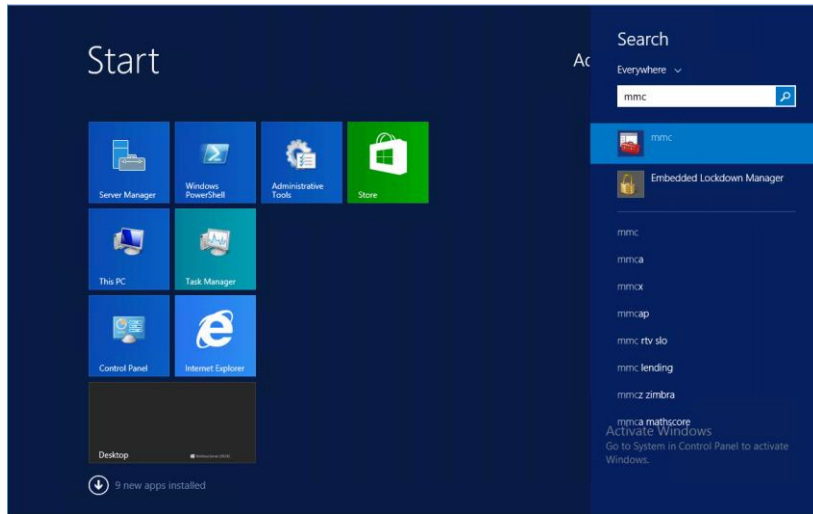 Start
Ac
Server Manager
Windows
PowerShell
Administrative
Tools
Store
This PC
Task Manager
Control Panel
Internet Explorer
Desktop
9 new apps installed
Search
Everywhere
mmc
mmc
Embedded Lockdown Manager
mmc
mmca
mmcx
mmcap
mmc rtv slo
mmc lending
mmcz zimbra
mmca mathscore
Activate Windows
Go to System in Control Panel to activate
Windows.